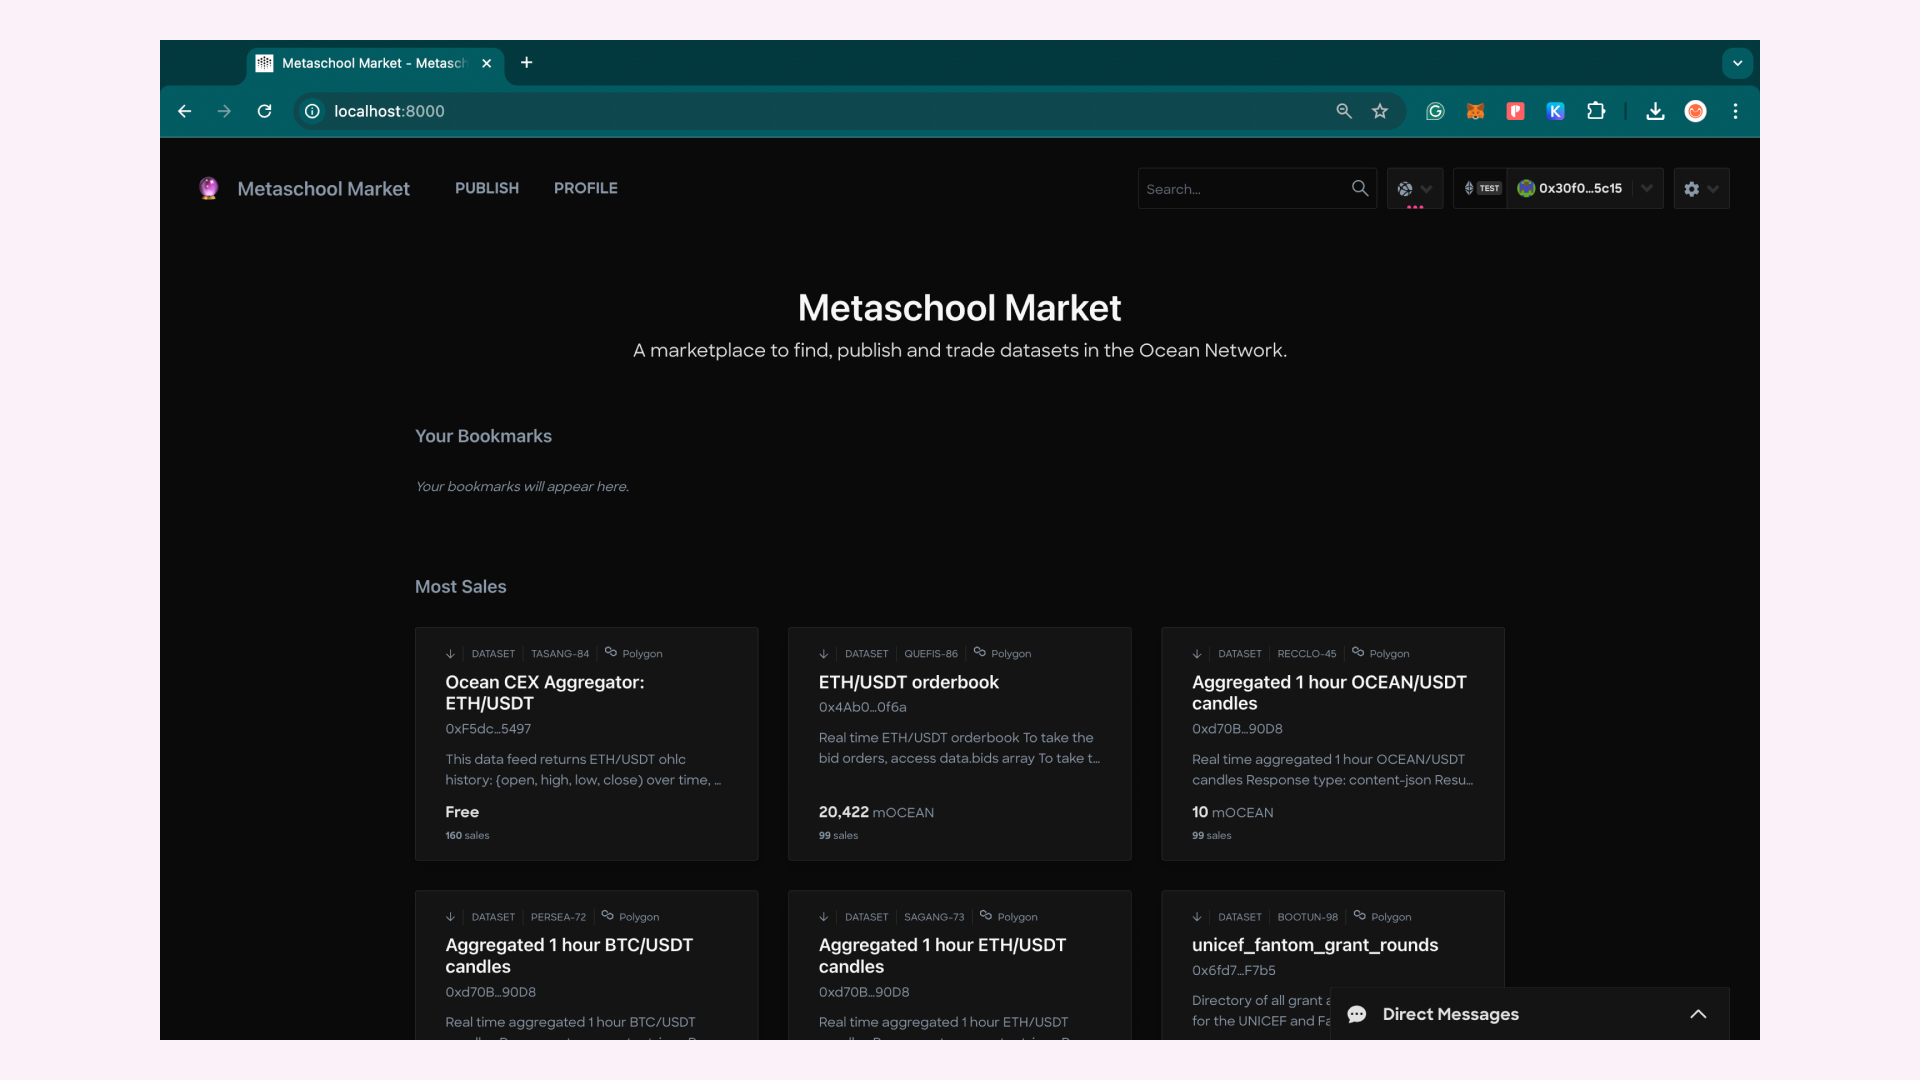 Metaschool Market - Metasch
localhost:8000
Metaschool Market
PUBLISH
PROFILE
Search...
TEST
0x30f0…5c15
Metaschool Market
A marketplace to find, publish and trade datasets in the Ocean Network.
Your Bookmarks
Your bookmarks will appear here.
Most Sales
DATASET TASANG-84 Polygon
Ocean CEX Aggregator:
ETH/USDT
0xF5dc…5497
This data feed returns ETH/USDT ohlc
history: {open, high, low, close) over time, …
Free
160 sales
DATASET QUEFIS-86 Polygon
ETH/USDT orderbook
0x4Ab0…0f6a
Real time ETH/USDT orderbook To take the
bid orders, access data.bids array To take t…
20,422 mOCEAN
99 sales
DATASET RECCLO-45 Polygon
Aggregated 1 hour OCEAN/USDT
candles
0xd70B…90D8
Real time aggregated 1 hour OCEAN/USDT
candles Response type: content-json Resu…
10 mOCEAN
99 sales
DATASET PERSEA-72 Polygon
Aggregated 1 hour BTC/USDT
candles
0xd70B…90D8
Real time aggregated 1 hour BTC/USDT
DATASET SAGANG-73 Polygon
Aggregated 1 hour ETH/USDT
candles
0xd70B…90D8
Real time aggregated 1 hour ETH/USDT
DATASET BOOTUN-98 Polygon
unicef_fantom_grant_rounds
0x6fd7…F7b5
Directory of all grant
for the UNICEF and
Direct Messages